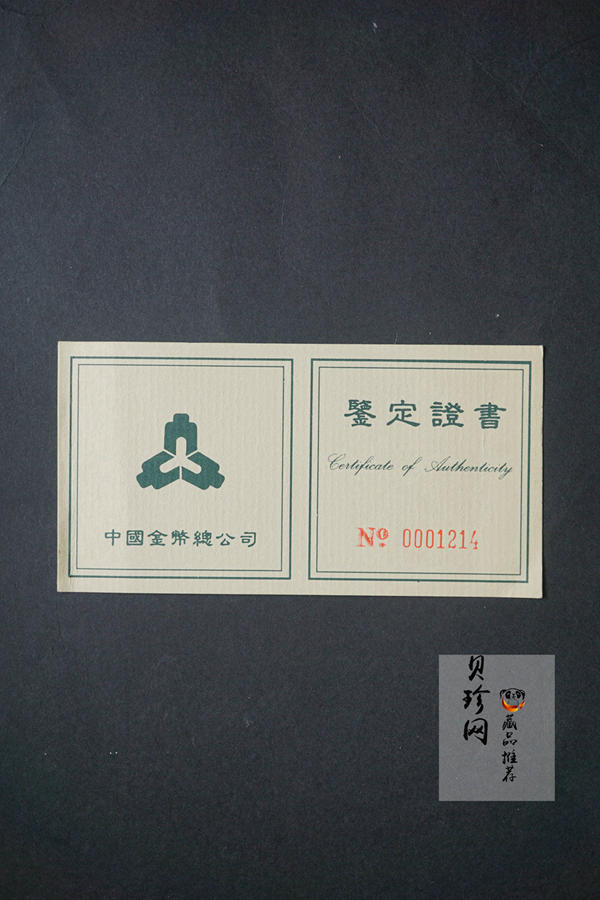 中國金幣總公司
鑒定證書
Certificate of Authenticity
Nº 0001214
贝珍网
藏品推荐